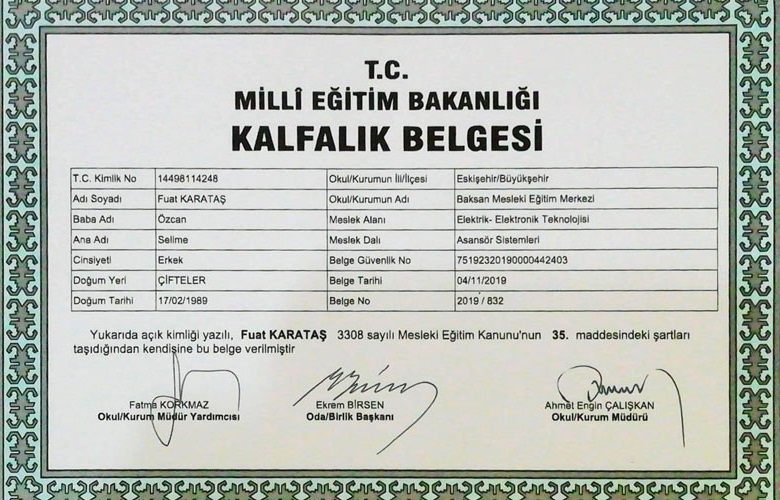 T.C.
MİLLÎ EĞİTİM BAKANLIĞI
KALFALIK BELGESİ
T.C. Kimlik No 14498114248 Okul/Kurumun İli/İlçesi Eskişehir/Büyükşehir
Adı Soyadı Fuat KARATAŞ Okul/Kurumun Adı Baksan Mesleki Eğitim Merkezi
Baba Adı Özcan Meslek Alanı Elektrik- Elektronik Teknolojisi
Ana Adı Selime Meslek Dalı Asansör Sistemleri
Cinsiyeti Erkek Belge Güvenlik No 75192320190000442403
Doğum Yeri ÇİFTELER Belge Tarihi 04/11/2019
Doğum Tarihi 17/02/1989 Belge No 2019 / 832
Yukarıda açık kimliği yazılı, Fuat KARATAŞ 3308 sayılı Mesleki Eğitim Kanunu'nun 35. maddesindeki şartları
taşıdığından kendisine bu belge verilmiştir
Fatma KORKMAZ Ekrem BİRSEN Ahmet Engin ÇALIŞKAN
Okul/Kurum Müdür Yardımcısı Oda/Birlik Başkanı Okul/Kurum Müdürü